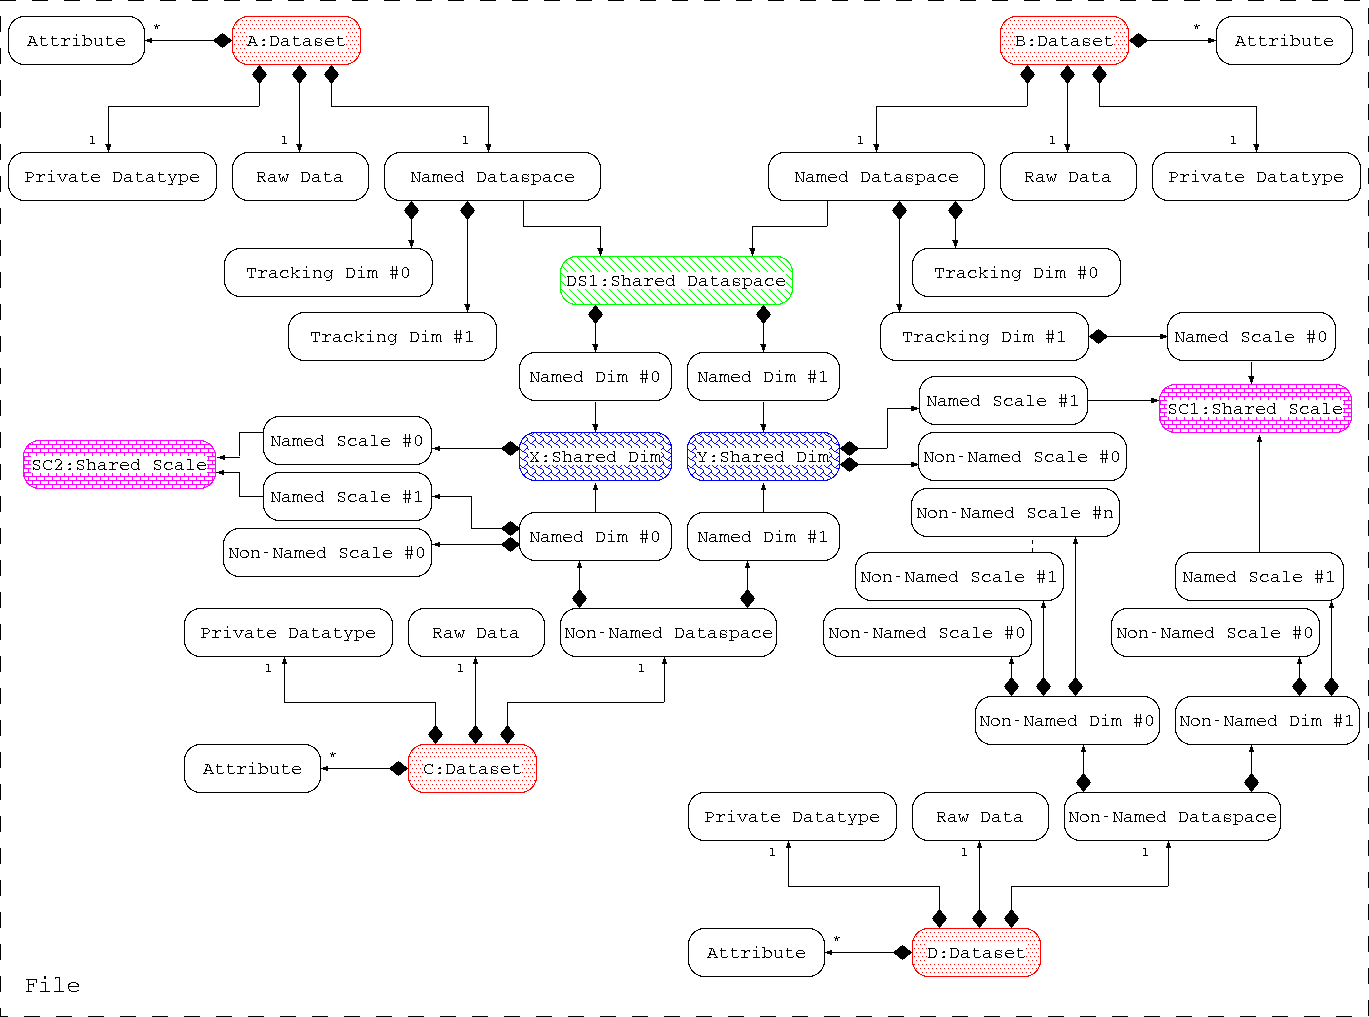 Attribute
*
A:Dataset
B:Dataset
*
Attribute
1
1
1
1
1
1
Private Datatype
Raw Data
Named Dataspace
Named Dataspace
Raw Data
Private Datatype
Tracking Dim #0
DS1:Shared Dataspace
Tracking Dim #0
Tracking Dim #1
Tracking Dim #1
Named Scale #0
Named Dim #0
Named Dim #1
Named Scale #1
SC1:Shared Scale
Named Scale #0
SC2:Shared Scale
X:Shared Dim
Y:Shared Dim
Non-Named Scale #0
Named Scale #1
Non-Named Scale #n
Non-Named Scale #0
Named Dim #0
Named Dim #1
Non-Named Scale #1
Named Scale #1
Private Datatype
Raw Data
Non-Named Dataspace
Non-Named Scale #0
Non-Named Scale #0
1
1
1
Non-Named Dim #0
Non-Named Dim #1
Attribute
*
C:Dataset
Private Datatype
Raw Data
Non-Named Dataspace
1
1
1
Attribute
*
D:Dataset
File